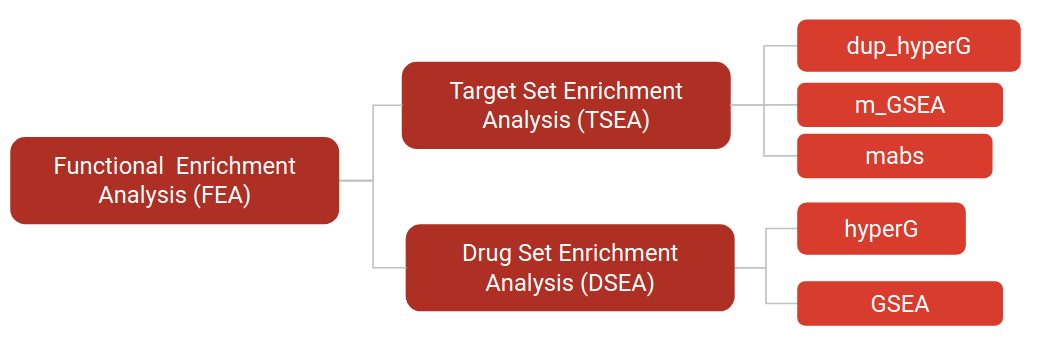 Functional  Enrichment
Analysis (FEA)
Target Set Enrichment
Analysis (TSEA)
dup_hyperG
m_GSEA
mabs
Drug Set Enrichment
Analysis (DSEA)
hyperG
GSEA